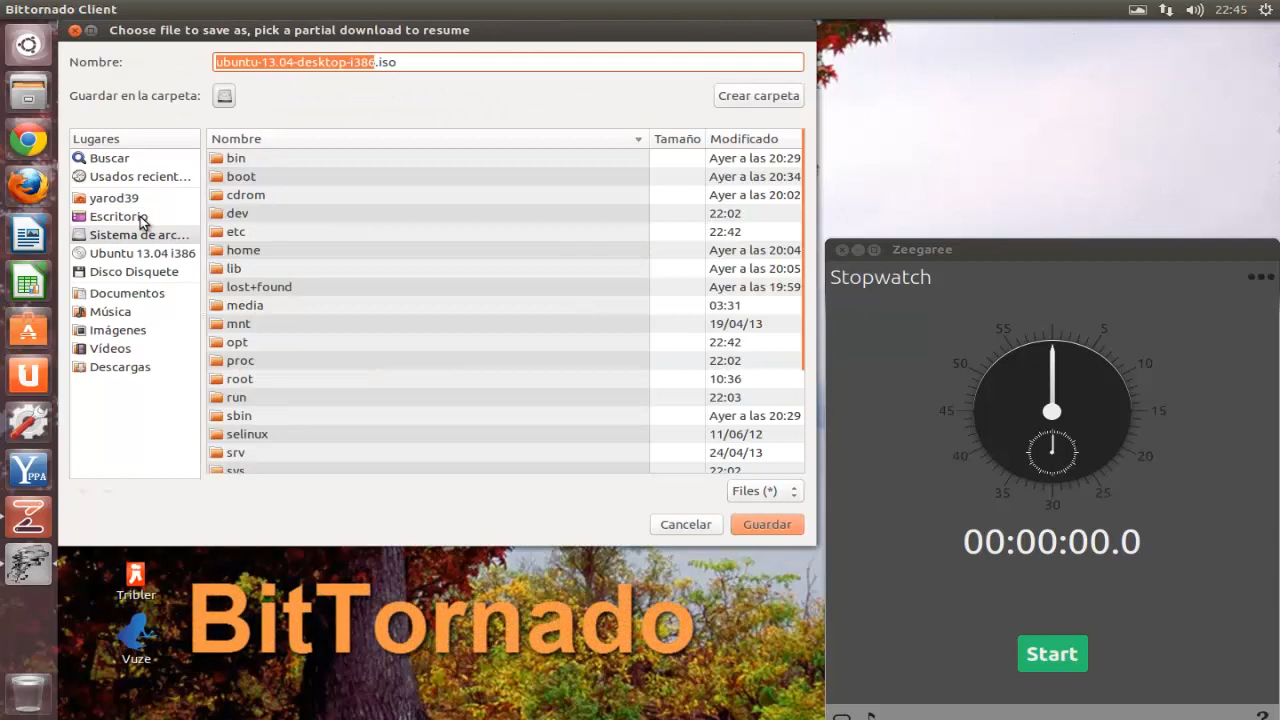 Bittornado Client
22:45
Choose file to save as, pick a partial download to resume
Nombre:
ubuntu-13.04-desktop-i386.iso
Guardar en la carpeta:
Crear carpeta
Lugares
Buscar
Usados recient...
yarod39
Escritorio
Sistema de arc...
Ubuntu 13.04 i386
Disco Disquete
Documentos
Música
Imágenes
Vídeos
Descargas
Nombre Tamaño Modificado
bin Ayer a las 20:29
boot Ayer a las 20:34
cdrom Ayer a las 20:02
dev 22:02
etc 22:42
home Ayer a las 20:04
lib Ayer a las 20:05
lost+found Ayer a las 19:59
media 03:31
mnt 19/04/13
opt 22:42
proc 22:02
root 10:36
run 22:03
sbin Ayer a las 20:29
selinux 11/06/12
srv 24/04/13
sys 22:02
Files (*)
Cancelar
Guardar
Zeegaree
Stopwatch
55
5
50
10
45
15
40
20
35
25
30
00:00:00.0
Start
YPPA
Tribler
Vuze
BitTornado